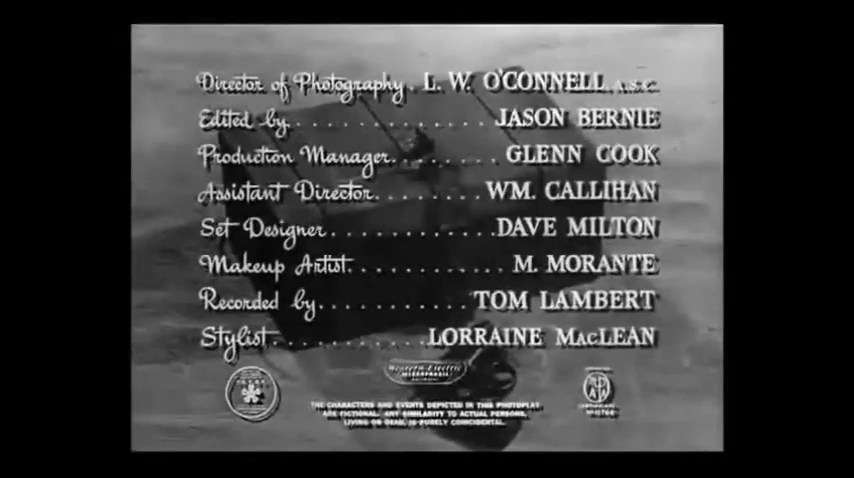 Director of Photography. L. W. O'CONNELL, A.S.C.
Edited by............. JASON BERNIE
Production Manager........ GLENN COOK
Assistant Director........ WM. CALLIHAN
Set Designer............ DAVE MILTON
Makeup Artist........... M. MORANTE
Recorded by........... TOM LAMBERT
Stylist........... LORRAINE MACLEAN
Western Electric
THE CHARACTERS AND EVENTS DEPICTED IN THIS PHOTOPLAY
ARE FICTIONAL. ANY SIMILARITY TO ACTUAL PERSONS,
LIVING OR DEAD, IS PURELY COINCIDENTAL.